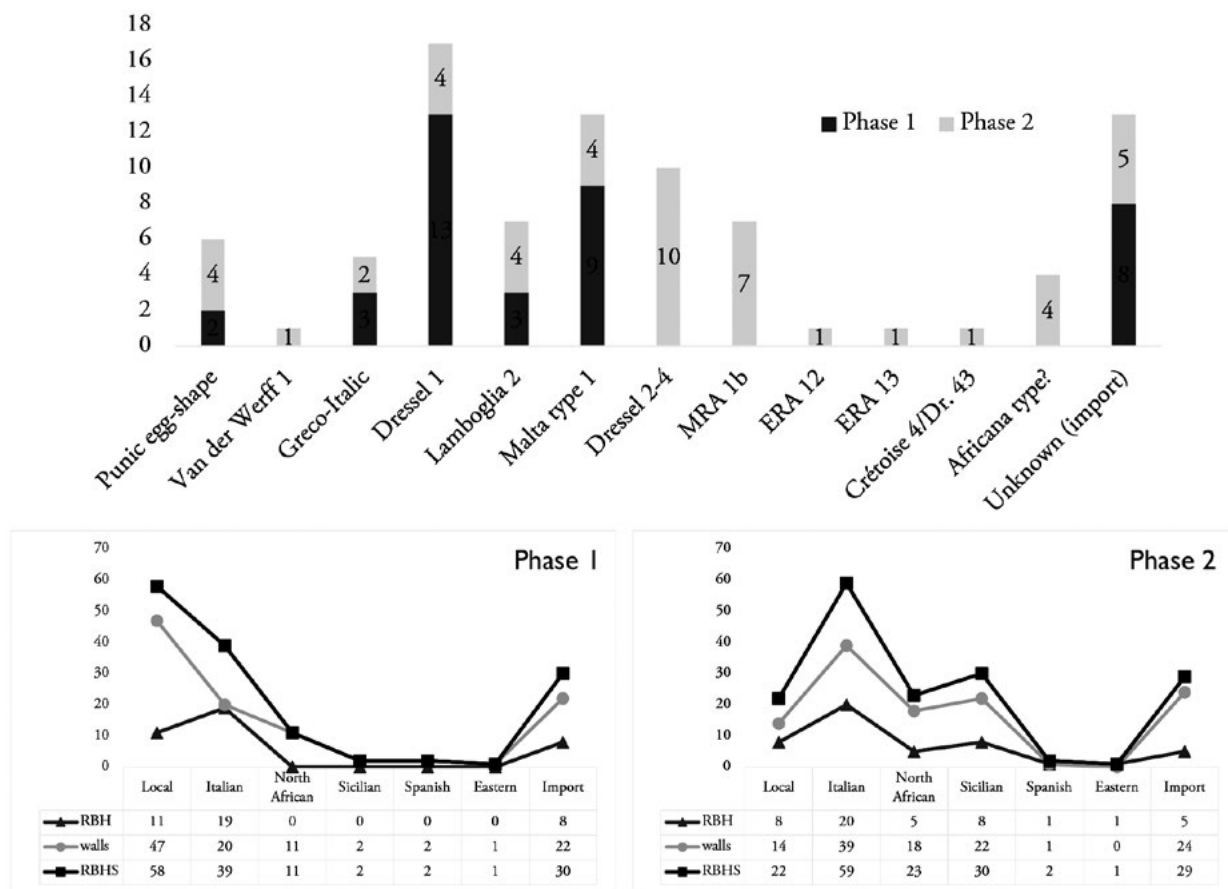 18
16
14
12
10
8
6
4
2
0
Phase 1 Phase 2
4 2
1
2 3
4 13
4 3
4 9
10
7
1
1
1
4
5 8
Punic egg-shape
Van der Werff 1
Greco-Italic
Dressel 1
Lamboglia 2
Malta type 1
Dressel 2-4
MRA 1b
ERA 12
ERA 13
Crétoise 4/Dr. 43
Africana type?
Unknown (import)
Phase 1
70
60
50
40
30
20
10
0
Local Italian North African Sicilian Spanish Eastern Import
RBH 11 19 0 0 0 0 8
walls 47 20 11 2 2 1 22
RBHS 58 39 11 2 2 1 30
Phase 2
70
60
50
40
30
20
10
0
Local Italian North African Sicilian Spanish Eastern Import
RBH 8 20 5 8 1 1 5
walls 14 39 18 22 1 0 24
RBHS 22 59 23 30 2 1 29